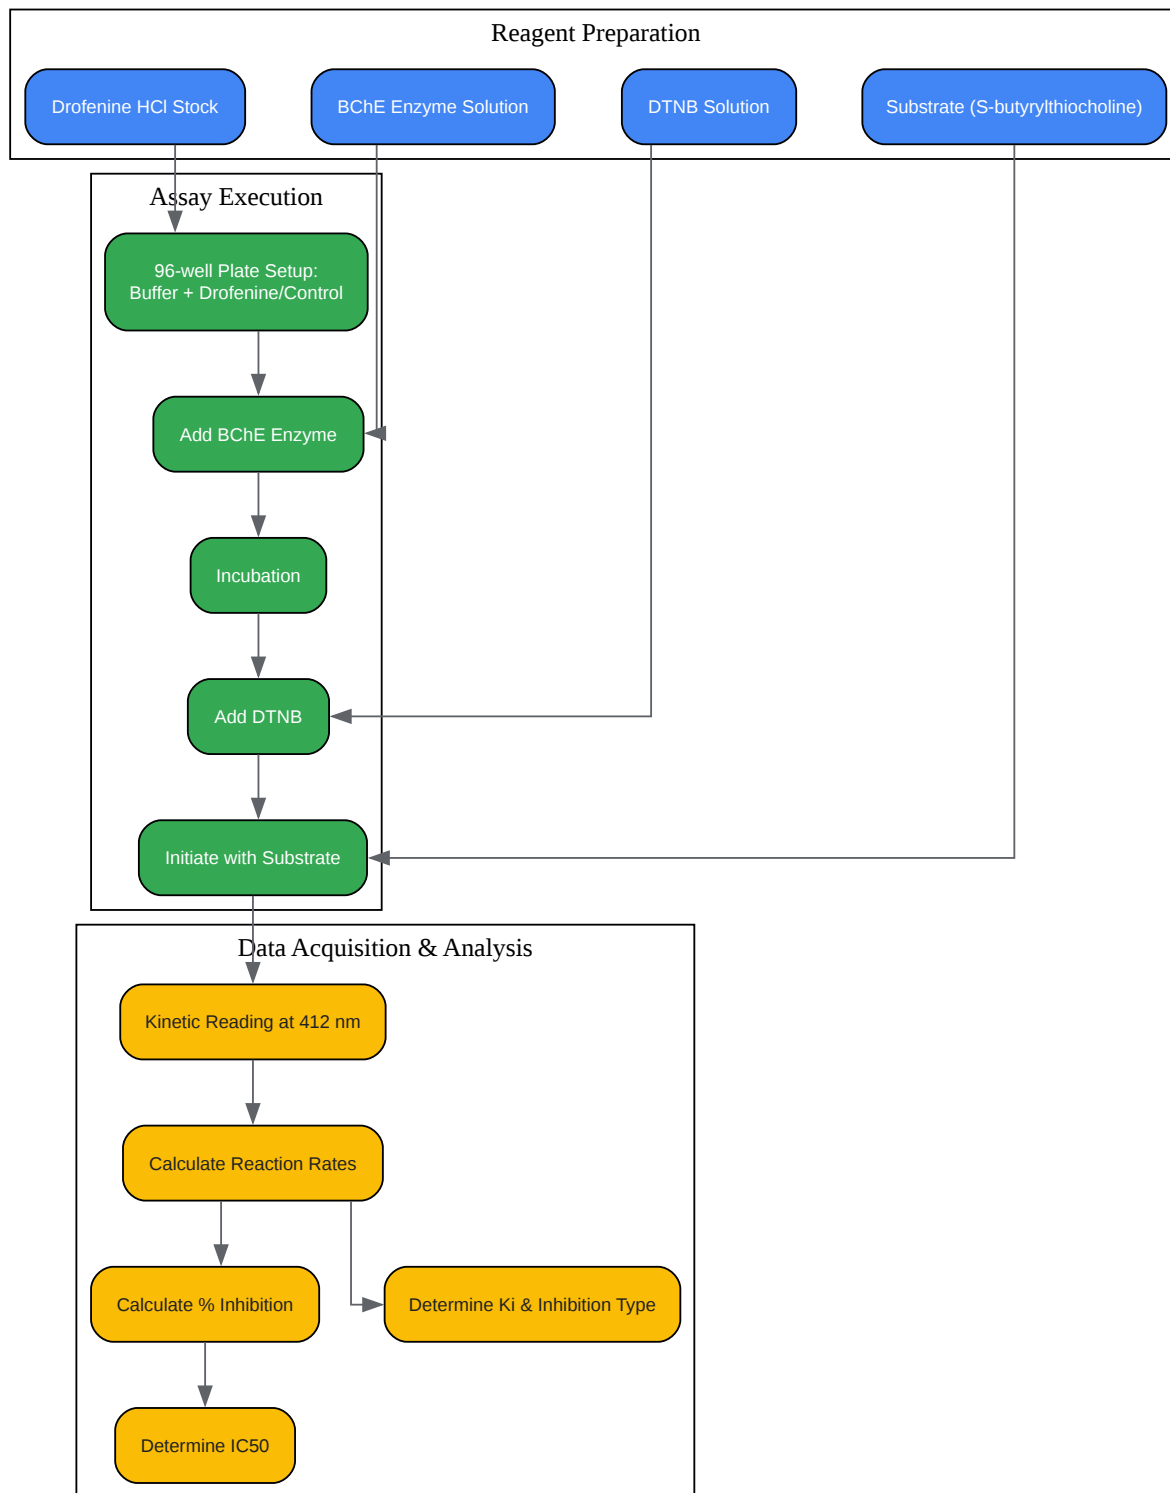 Reagent Preparation
Drofenine HCl Stock
BChE Enzyme Solution
DTNB Solution
Substrate (S-butyrylthiocholine)
Assay Execution
96-well Plate Setup:
Buffer + Drofenine/Control
Add BChE Enzyme
Incubation
Add DTNB
Initiate with Substrate
Data Acquisition & Analysis
Kinetic Reading at 412 nm
Calculate Reaction Rates
Calculate % Inhibition
Determine Ki & Inhibition Type
Determine IC50